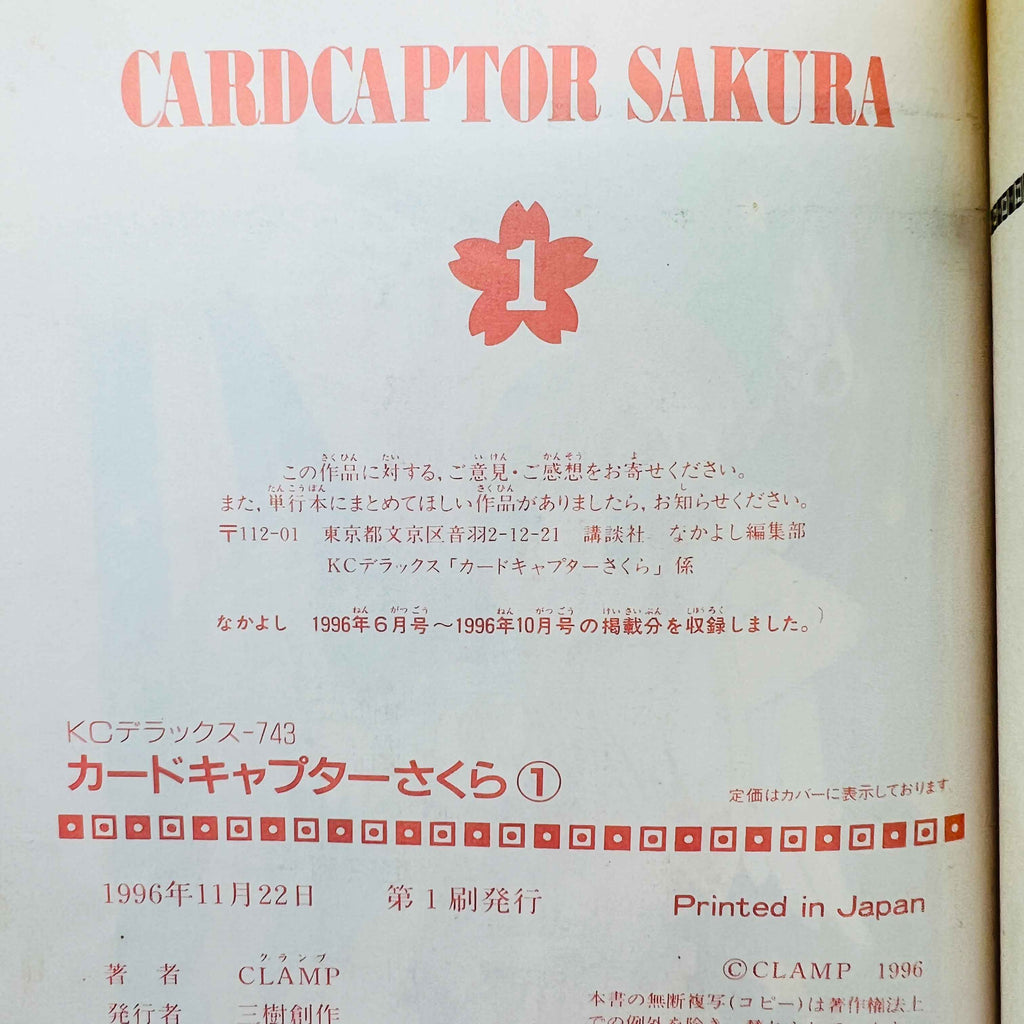 CARDCAPTOR SAKURA
1
この作品に対する,ご意見・ご感想をお寄せください。
また,単行本にまとめてほしい作品がありましたら,お知らせください。
〒112-01 東京都文京区音羽2-12-21 講談社 なかよし編集部
KCデラックス「カードキャプターさくら」係
なかよし 1996年6月号〜1996年10月号の掲載分を収録しました。
KCデラックス-743
カードキャプターさくら①
定価はカバーに表示してあります
1996年11月22日 第1刷発行 Printed in Japan
著者 CLAMP ©CLAMP 1996
発行者 三樹創作
本書の無断複写(コピー)は著作権法上
での例外を除き